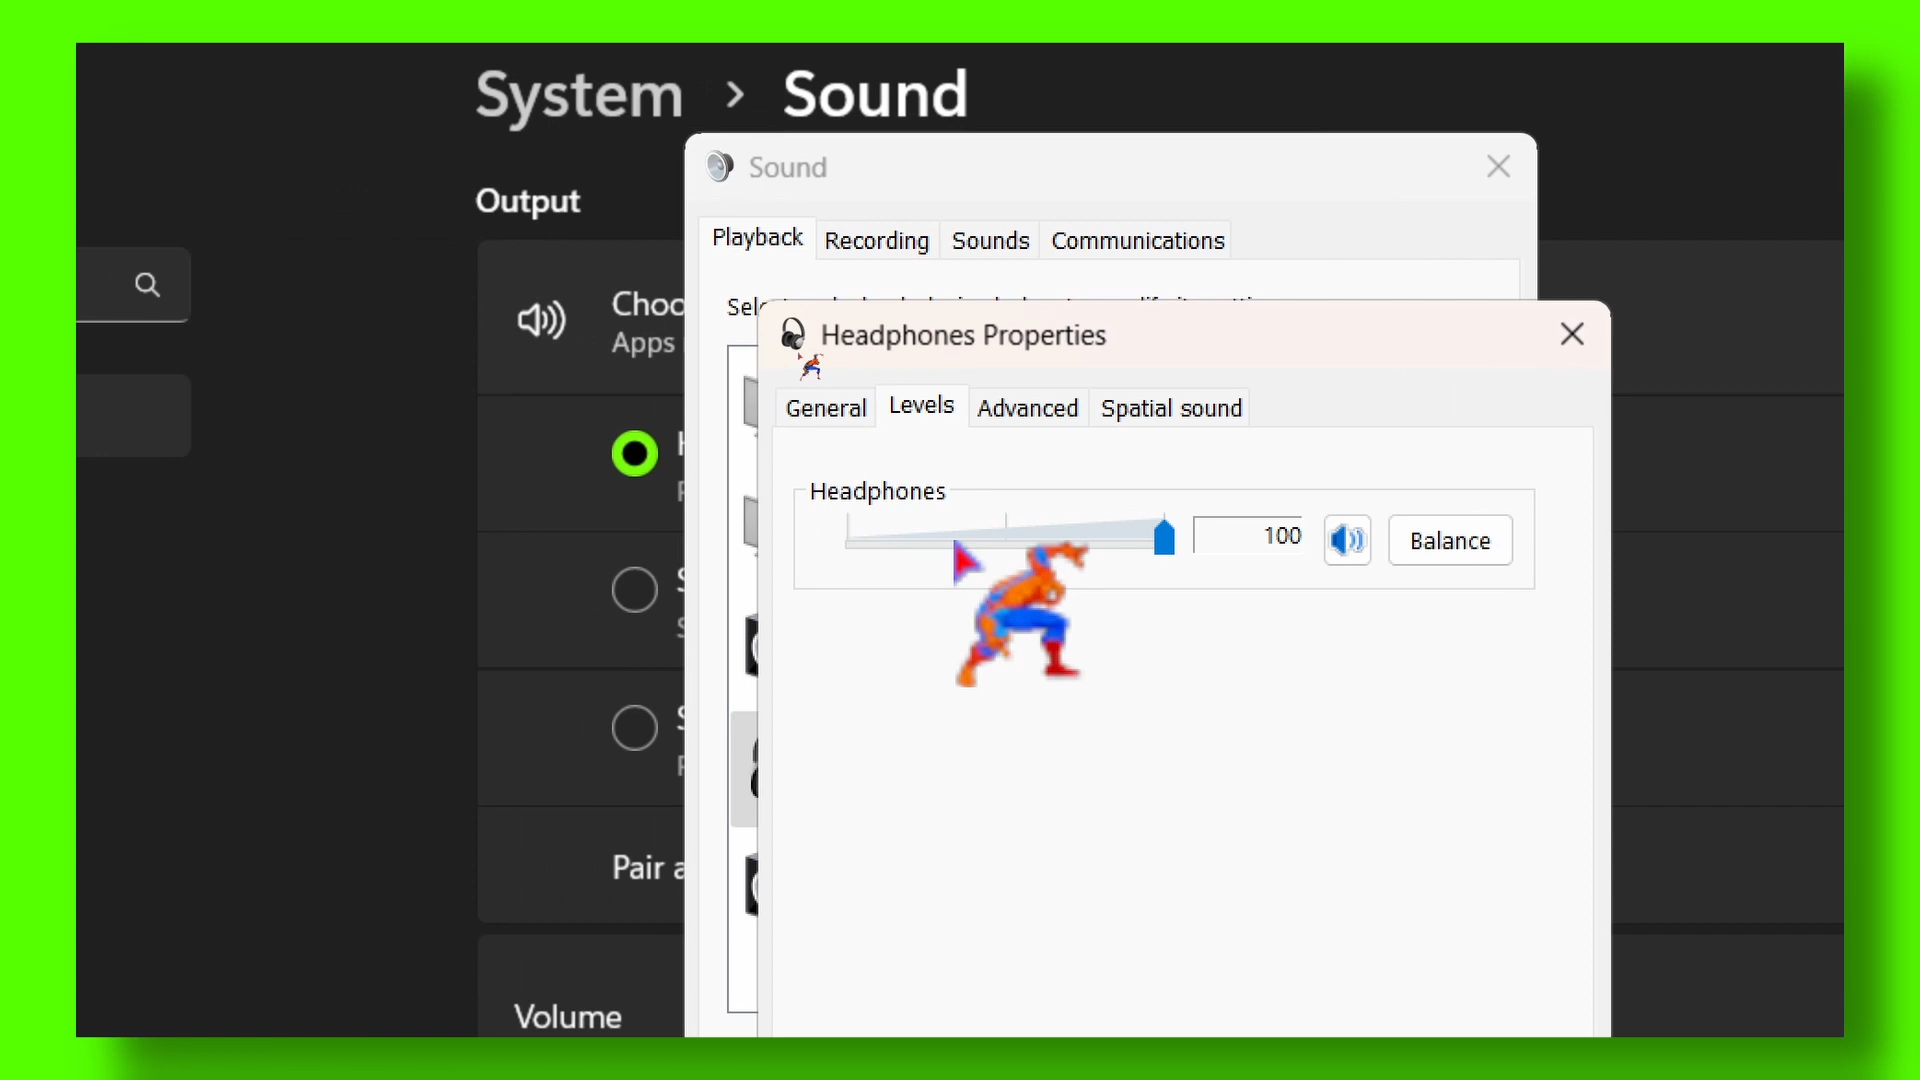 System > Sound
Output
Sound
Playback Recording Sounds Communications
Apps
Headphones Properties
General Levels Advanced Spatial sound
Headphones
100 Balance
Pair
Volume